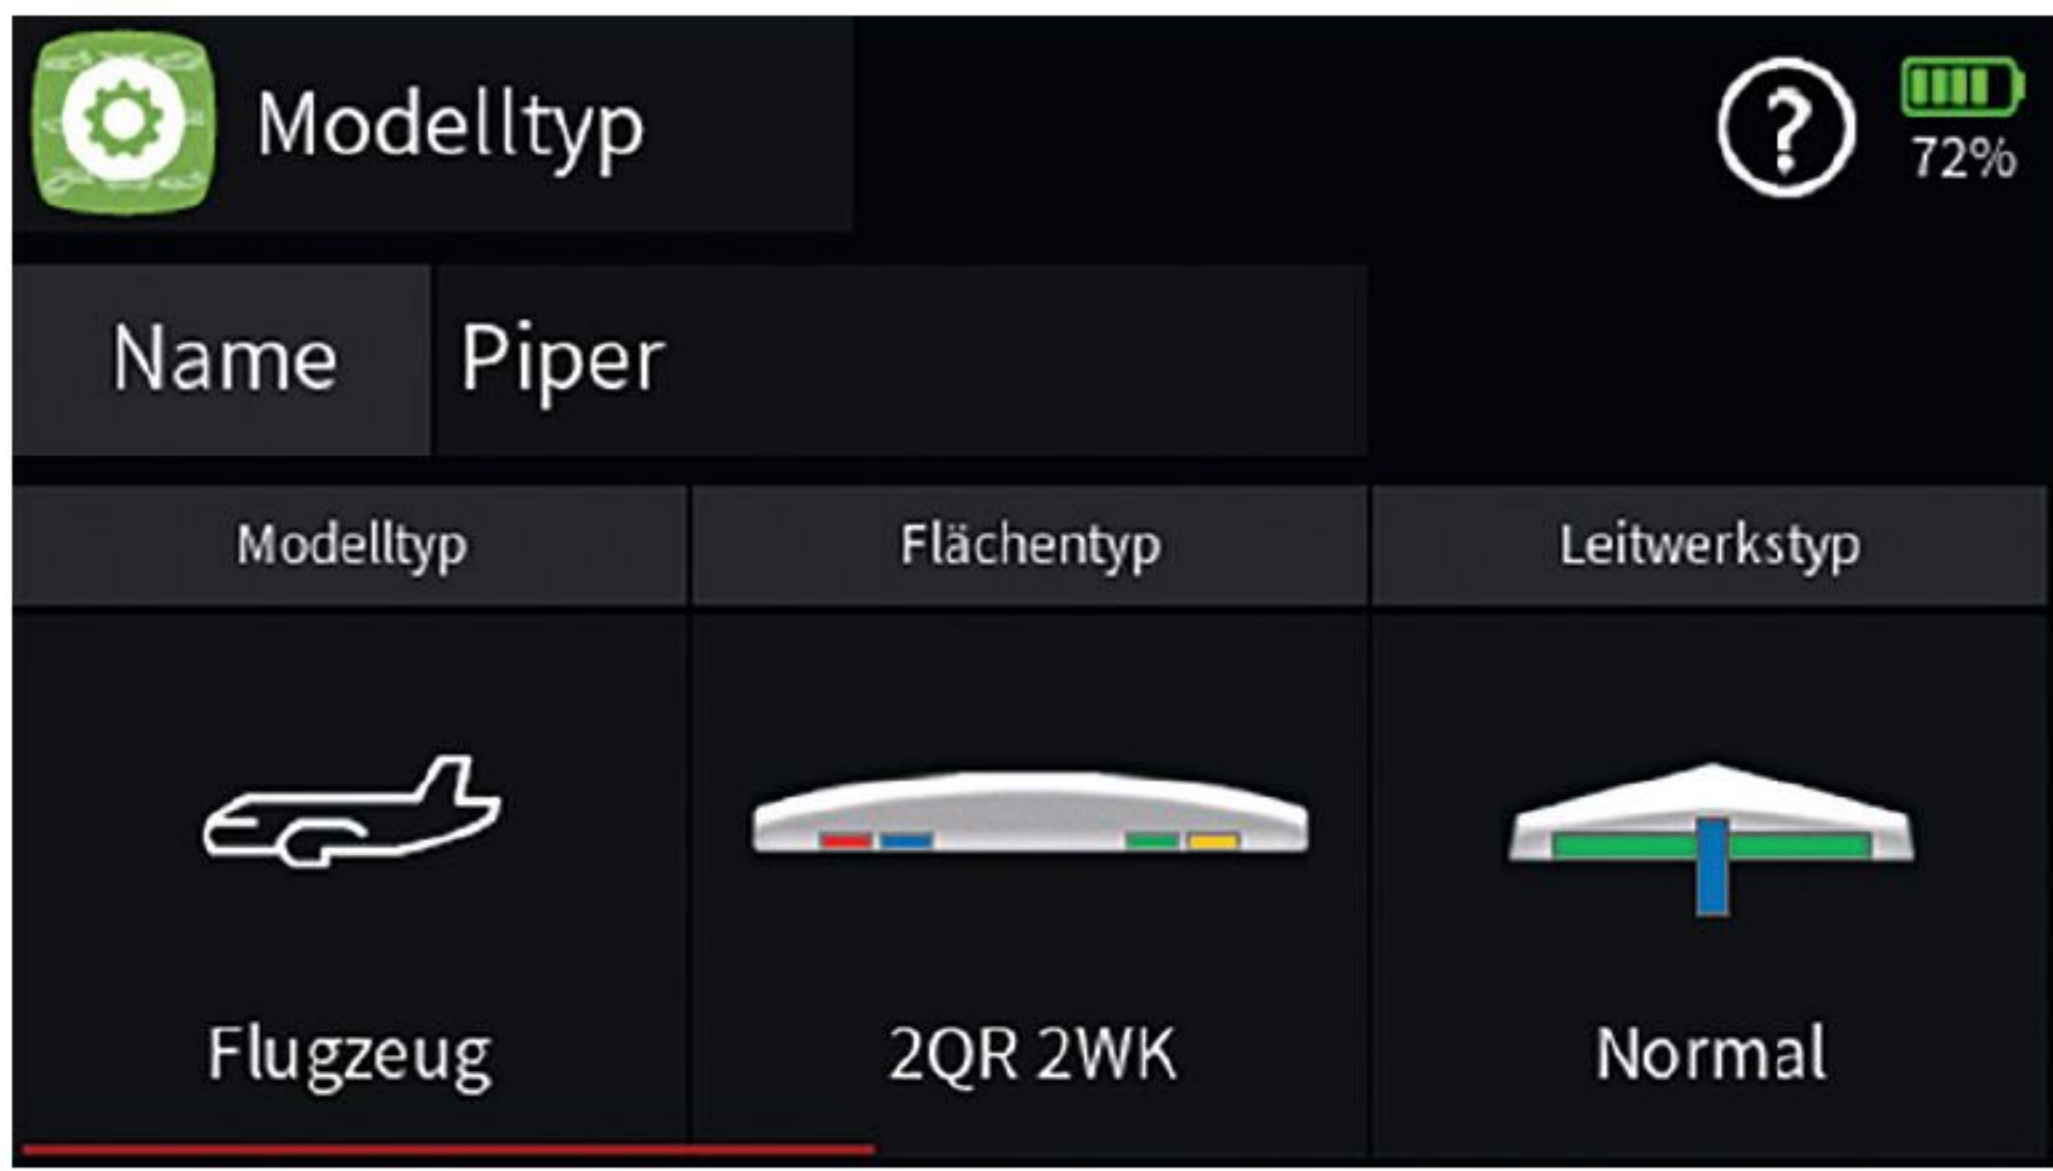 Modelltyp
?
72%
Name Piper
Modelltyp Flächentyp Leitwerkstyp
Flugzeug 2QR 2WK Normal